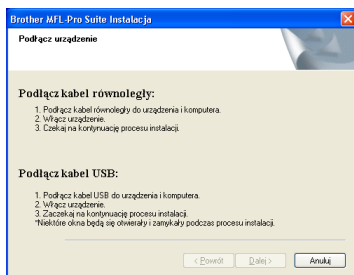 Brother MFL-Pro Suite Instalacja
Podłącz urządzenie
Podłącz kabel równoległy:
1. Podłącz kabel równoległy do urządzenia i komputera.
2. Włącz urządzenie.
3. Czekaj na kontynuację procesu instalacji.
Podłącz kabel USB:
1. Podłącz kabel USB do urządzenia i komputera.
2. Włącz urządzenie.
3. Zaczekaj na kontynuację procesu instalacji.
*Niektóre okna będą się otwierały i zamykały podczas procesu instalacji.
< Powrót Dalej > Anuluj